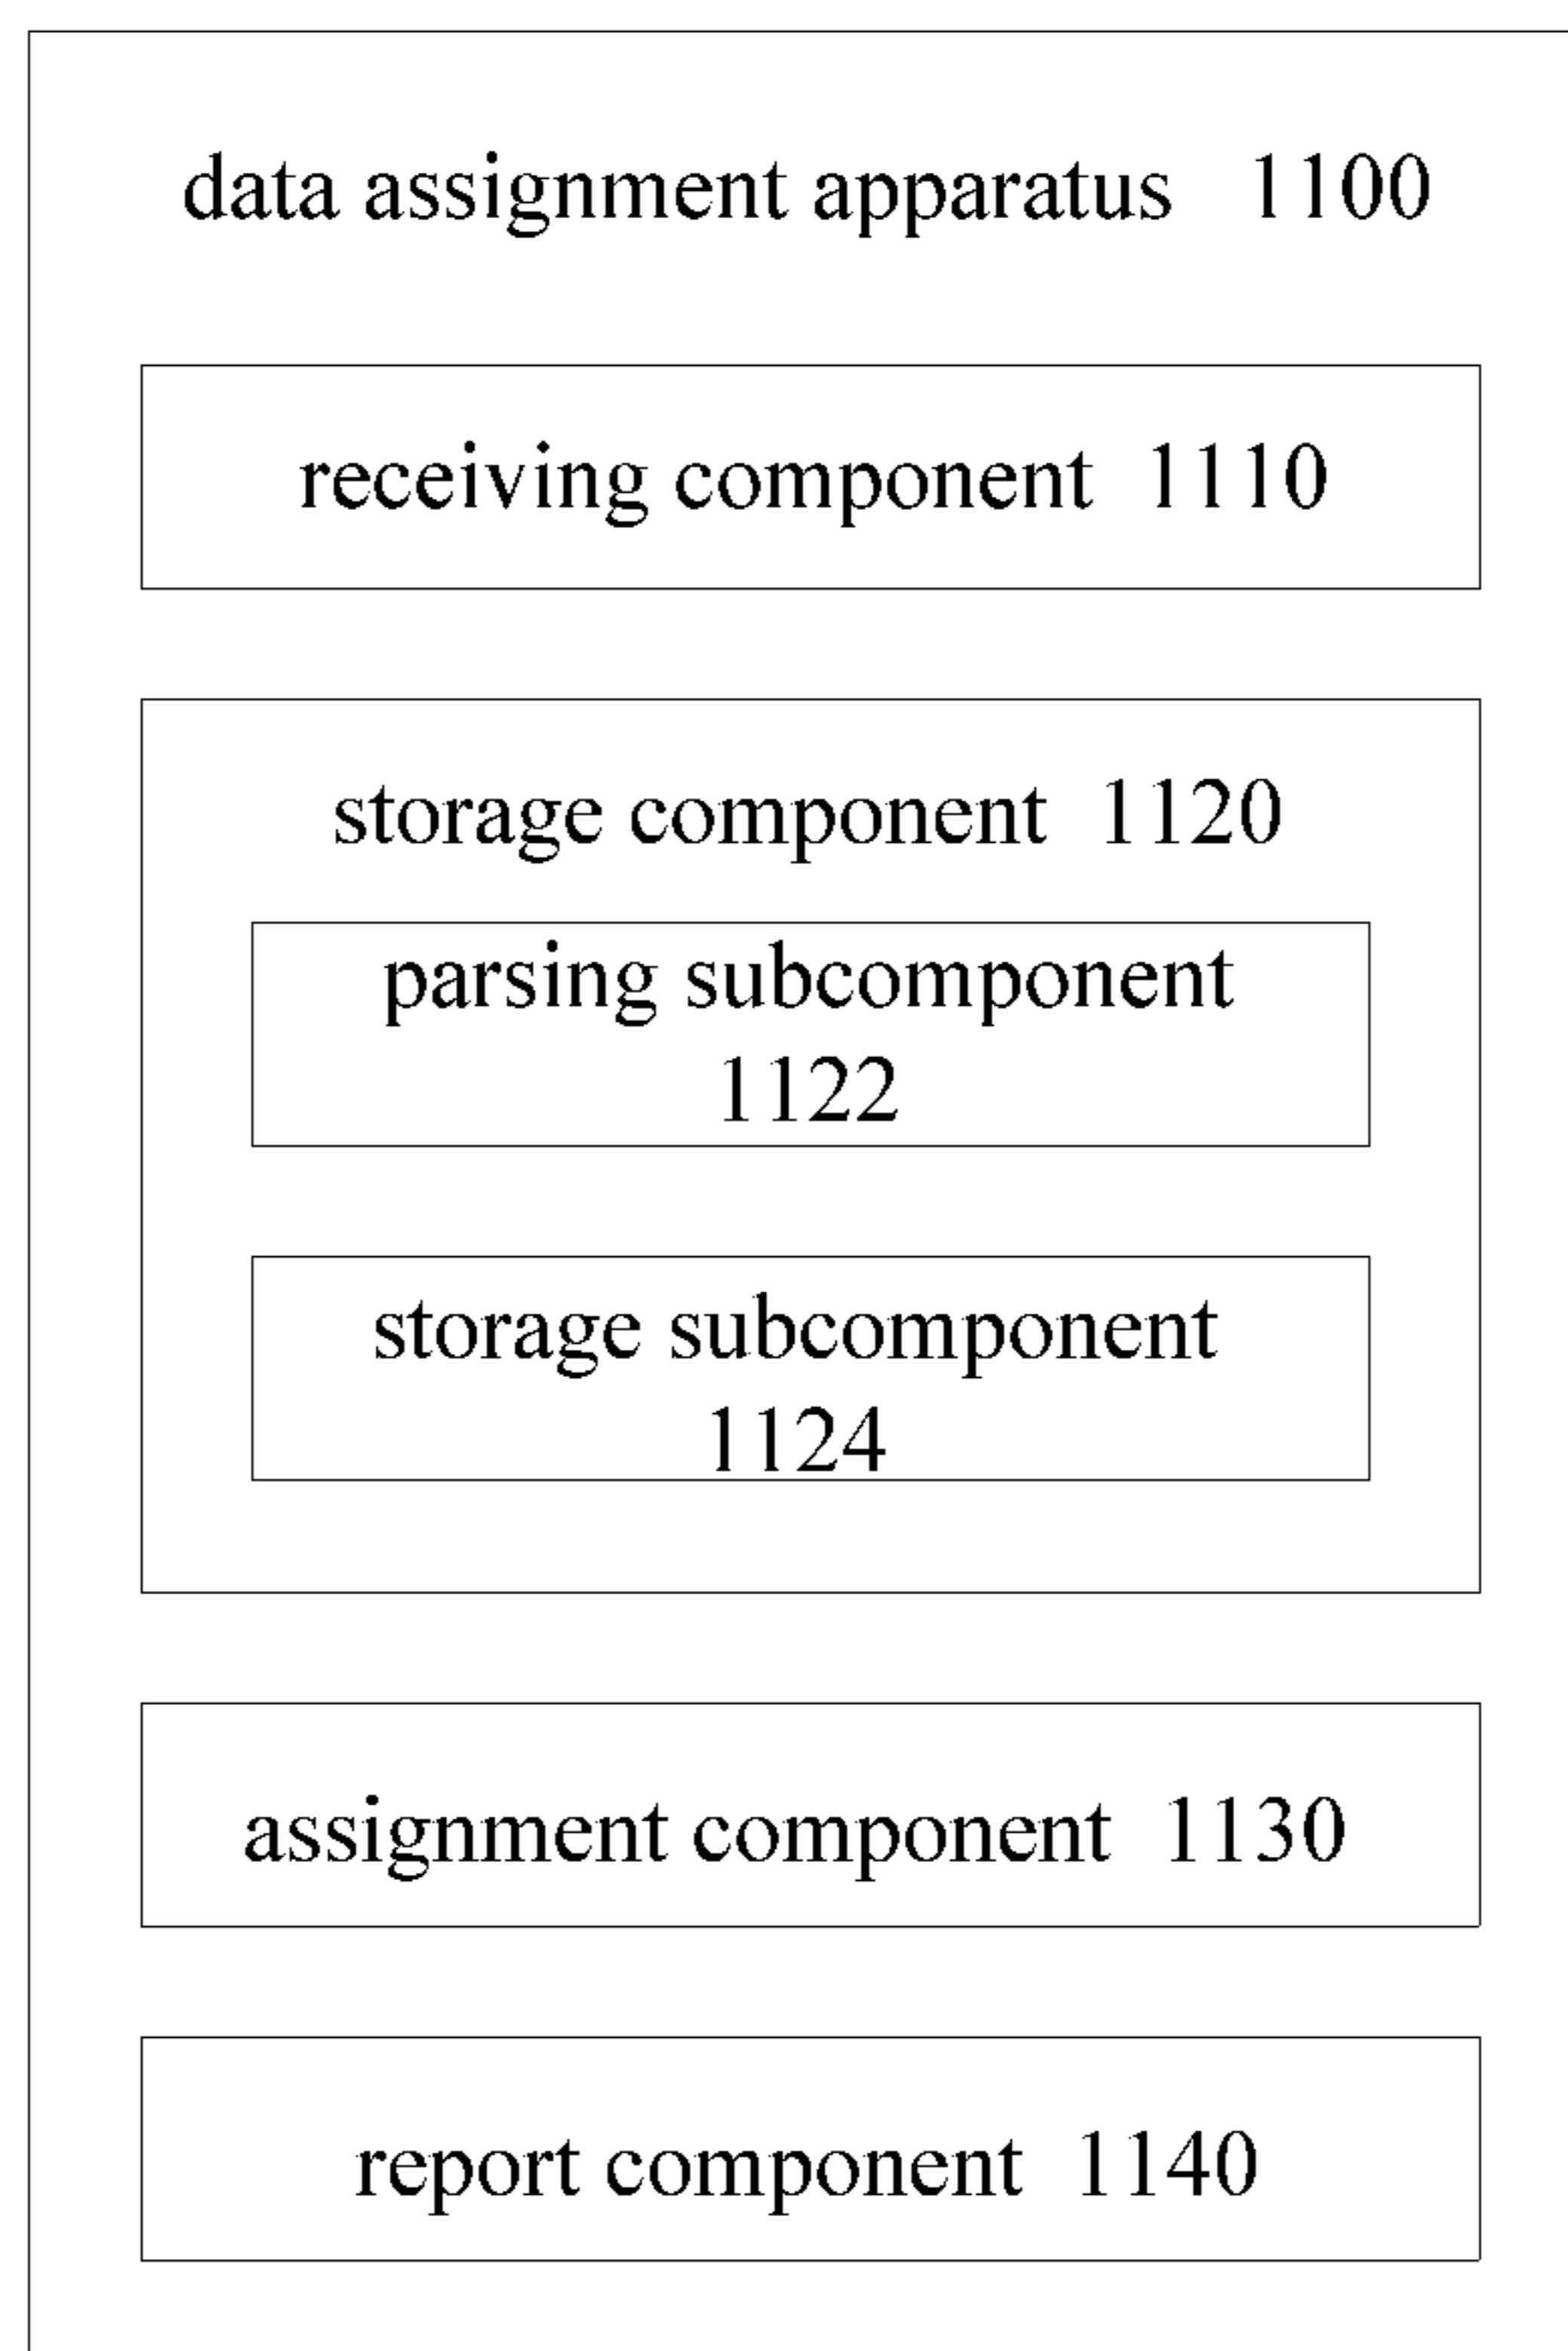 data assignment apparatus 1100
receiving component 1110
storage component 1120
parsing subcomponent
1122
storage subcomponent
1124
assignment component 1130
report component 1140